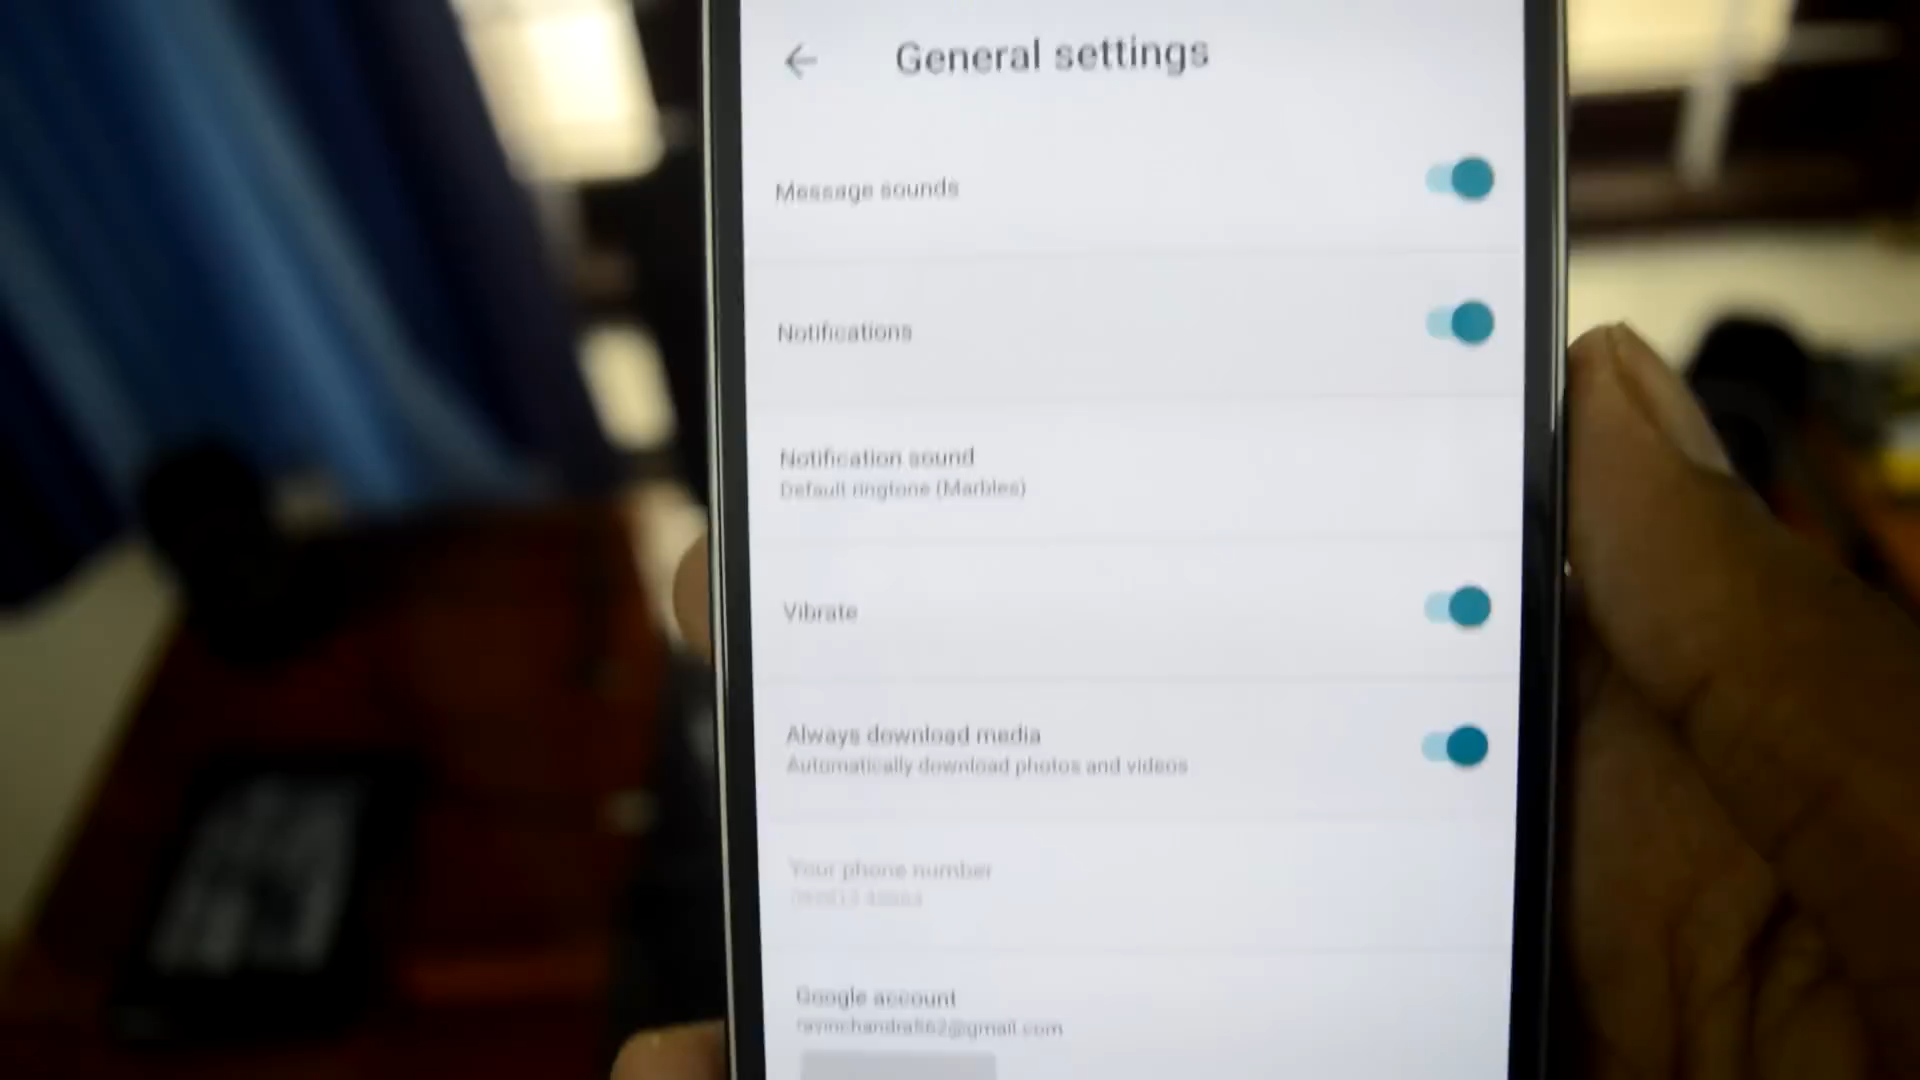 General settings
Message sounds
Notifications
Notification sound
Default ringtone (Marbles)
Vibrate
Always download media
Automatically download photos and videos
Your phone number
Google account